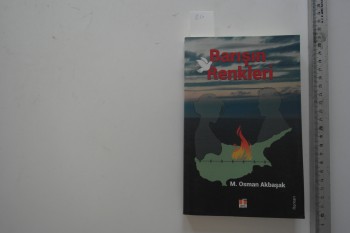 Barışın
Renkleri
M. Osman Akbaşak